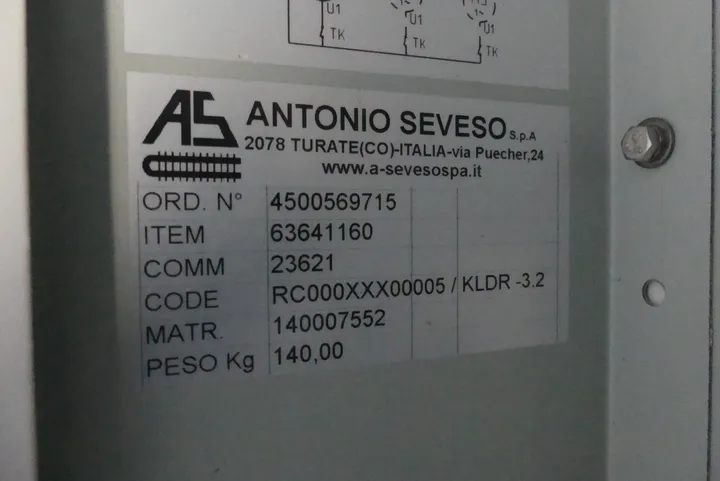 U1
U1
U1
TK
TK
TK
AS
ANTONIO SEVESO S.p.A
2078 TURATE(CO)-ITALIA-via Puecher,24
www.a-sevesospa.it
ORD. N° 4500569715
ITEM 63641160
COMM 23621
CODE RC000XXX00005 / KLDR -3.2
MATR. 140007552
PESO Kg 140,00